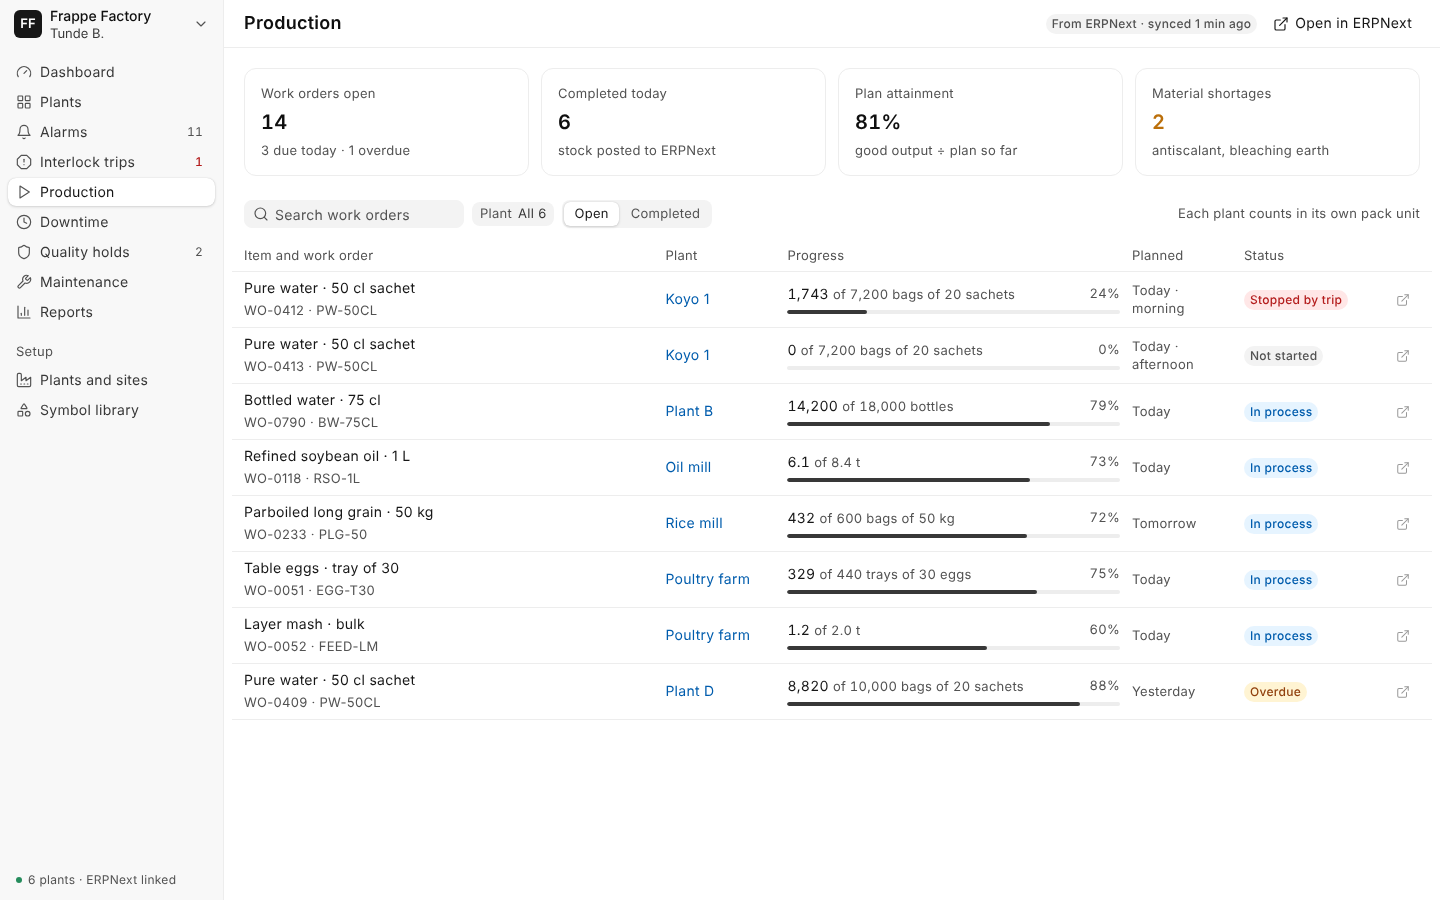 FF
Frappe Factory
Tunde B.
Dashboard
Plants
Alarms 11
Interlock trips 1
Production
Downtime
Quality holds 2
Maintenance
Reports
Setup
Plants and sites
Symbol library
6 plants · ERPNext linked
Production
From ERPNext · synced 1 min ago
Open in ERPNext
Work orders open
14
3 due today · 1 overdue
Completed today
6
stock posted to ERPNext
Plan attainment
81%
good output ÷ plan so far
Material shortages
2
antiscalant, bleaching earth
Search work orders
Plant All 6
Open
Completed
Each plant counts in its own pack unit
Item and work order Plant Progress Planned Status
Pure water · 50 cl sachet
WO-0412 · PW-50CL
Koyo 1
1,743 of 7,200 bags of 20 sachets 24%
Today ·
morning
Stopped by trip
Pure water · 50 cl sachet
WO-0413 · PW-50CL
Koyo 1
0 of 7,200 bags of 20 sachets 0%
Today ·
afternoon
Not started
Bottled water · 75 cl
WO-0790 · BW-75CL
Plant B
14,200 of 18,000 bottles 79%
Today
In process
Refined soybean oil · 1 L
WO-0118 · RSO-1L
Oil mill
6.1 of 8.4 t 73%
Today
In process
Parboiled long grain · 50 kg
WO-0233 · PLG-50
Rice mill
432 of 600 bags of 50 kg 72%
Tomorrow
In process
Table eggs · tray of 30
WO-0051 · EGG-T30
Poultry farm
329 of 440 trays of 30 eggs 75%
Today
In process
Layer mash · bulk
WO-0052 · FEED-LM
Poultry farm
1.2 of 2.0 t 60%
Today
In process
Pure water · 50 cl sachet
WO-0409 · PW-50CL
Plant D
8,820 of 10,000 bags of 20 sachets 88%
Yesterday
Overdue